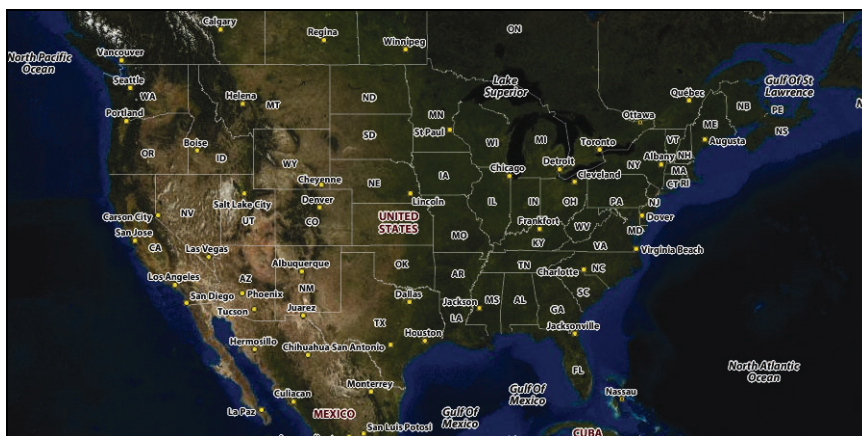 Calgary
Regina
Winnipeg
ON
North Pacific
Ocean
Vancouver
Seattle
WA
Portland
Helena
MT
ND
MN
Lake
Superior
Québec
Gulf Of St
Lawrence
NB
PE
NS
Ottawa
ME
Augusta
OR
Boise
ID
SD
St Paul
WI
MI
Toronto
VT
NH
Albany
NY
MA
CT
RI
WY
Cheyenne
NE
IA
Chicago
Detroit
Cleveland
PA
NJ
Salt Lake City
Lincoln
IL
IN
OH
Carson City
NV
UT
Denver
CO
UNITED
STATES
MO
Frankfort
KY
WV
MD
Dover
VA
Virginia Beach
San Jose
CA
Las Vegas
Albuquerque
OK
AR
TN
Charlotte
NC
Los Angeles
AZ
NM
San Diego
Phoenix
Tucson
Juarez
Dallas
TX
Jackson
MS
AL
GA
SC
LA
Houston
Jacksonville
Hermosillo
Chihuahua
San Antonio
FL
North Atlantic
Ocean
Monterrey
Culiacan
Gulf Of
Mexico
Nassau
La Paz
MEXICO
Gulf Of
Mexico
San Luis Potosi
CUBA